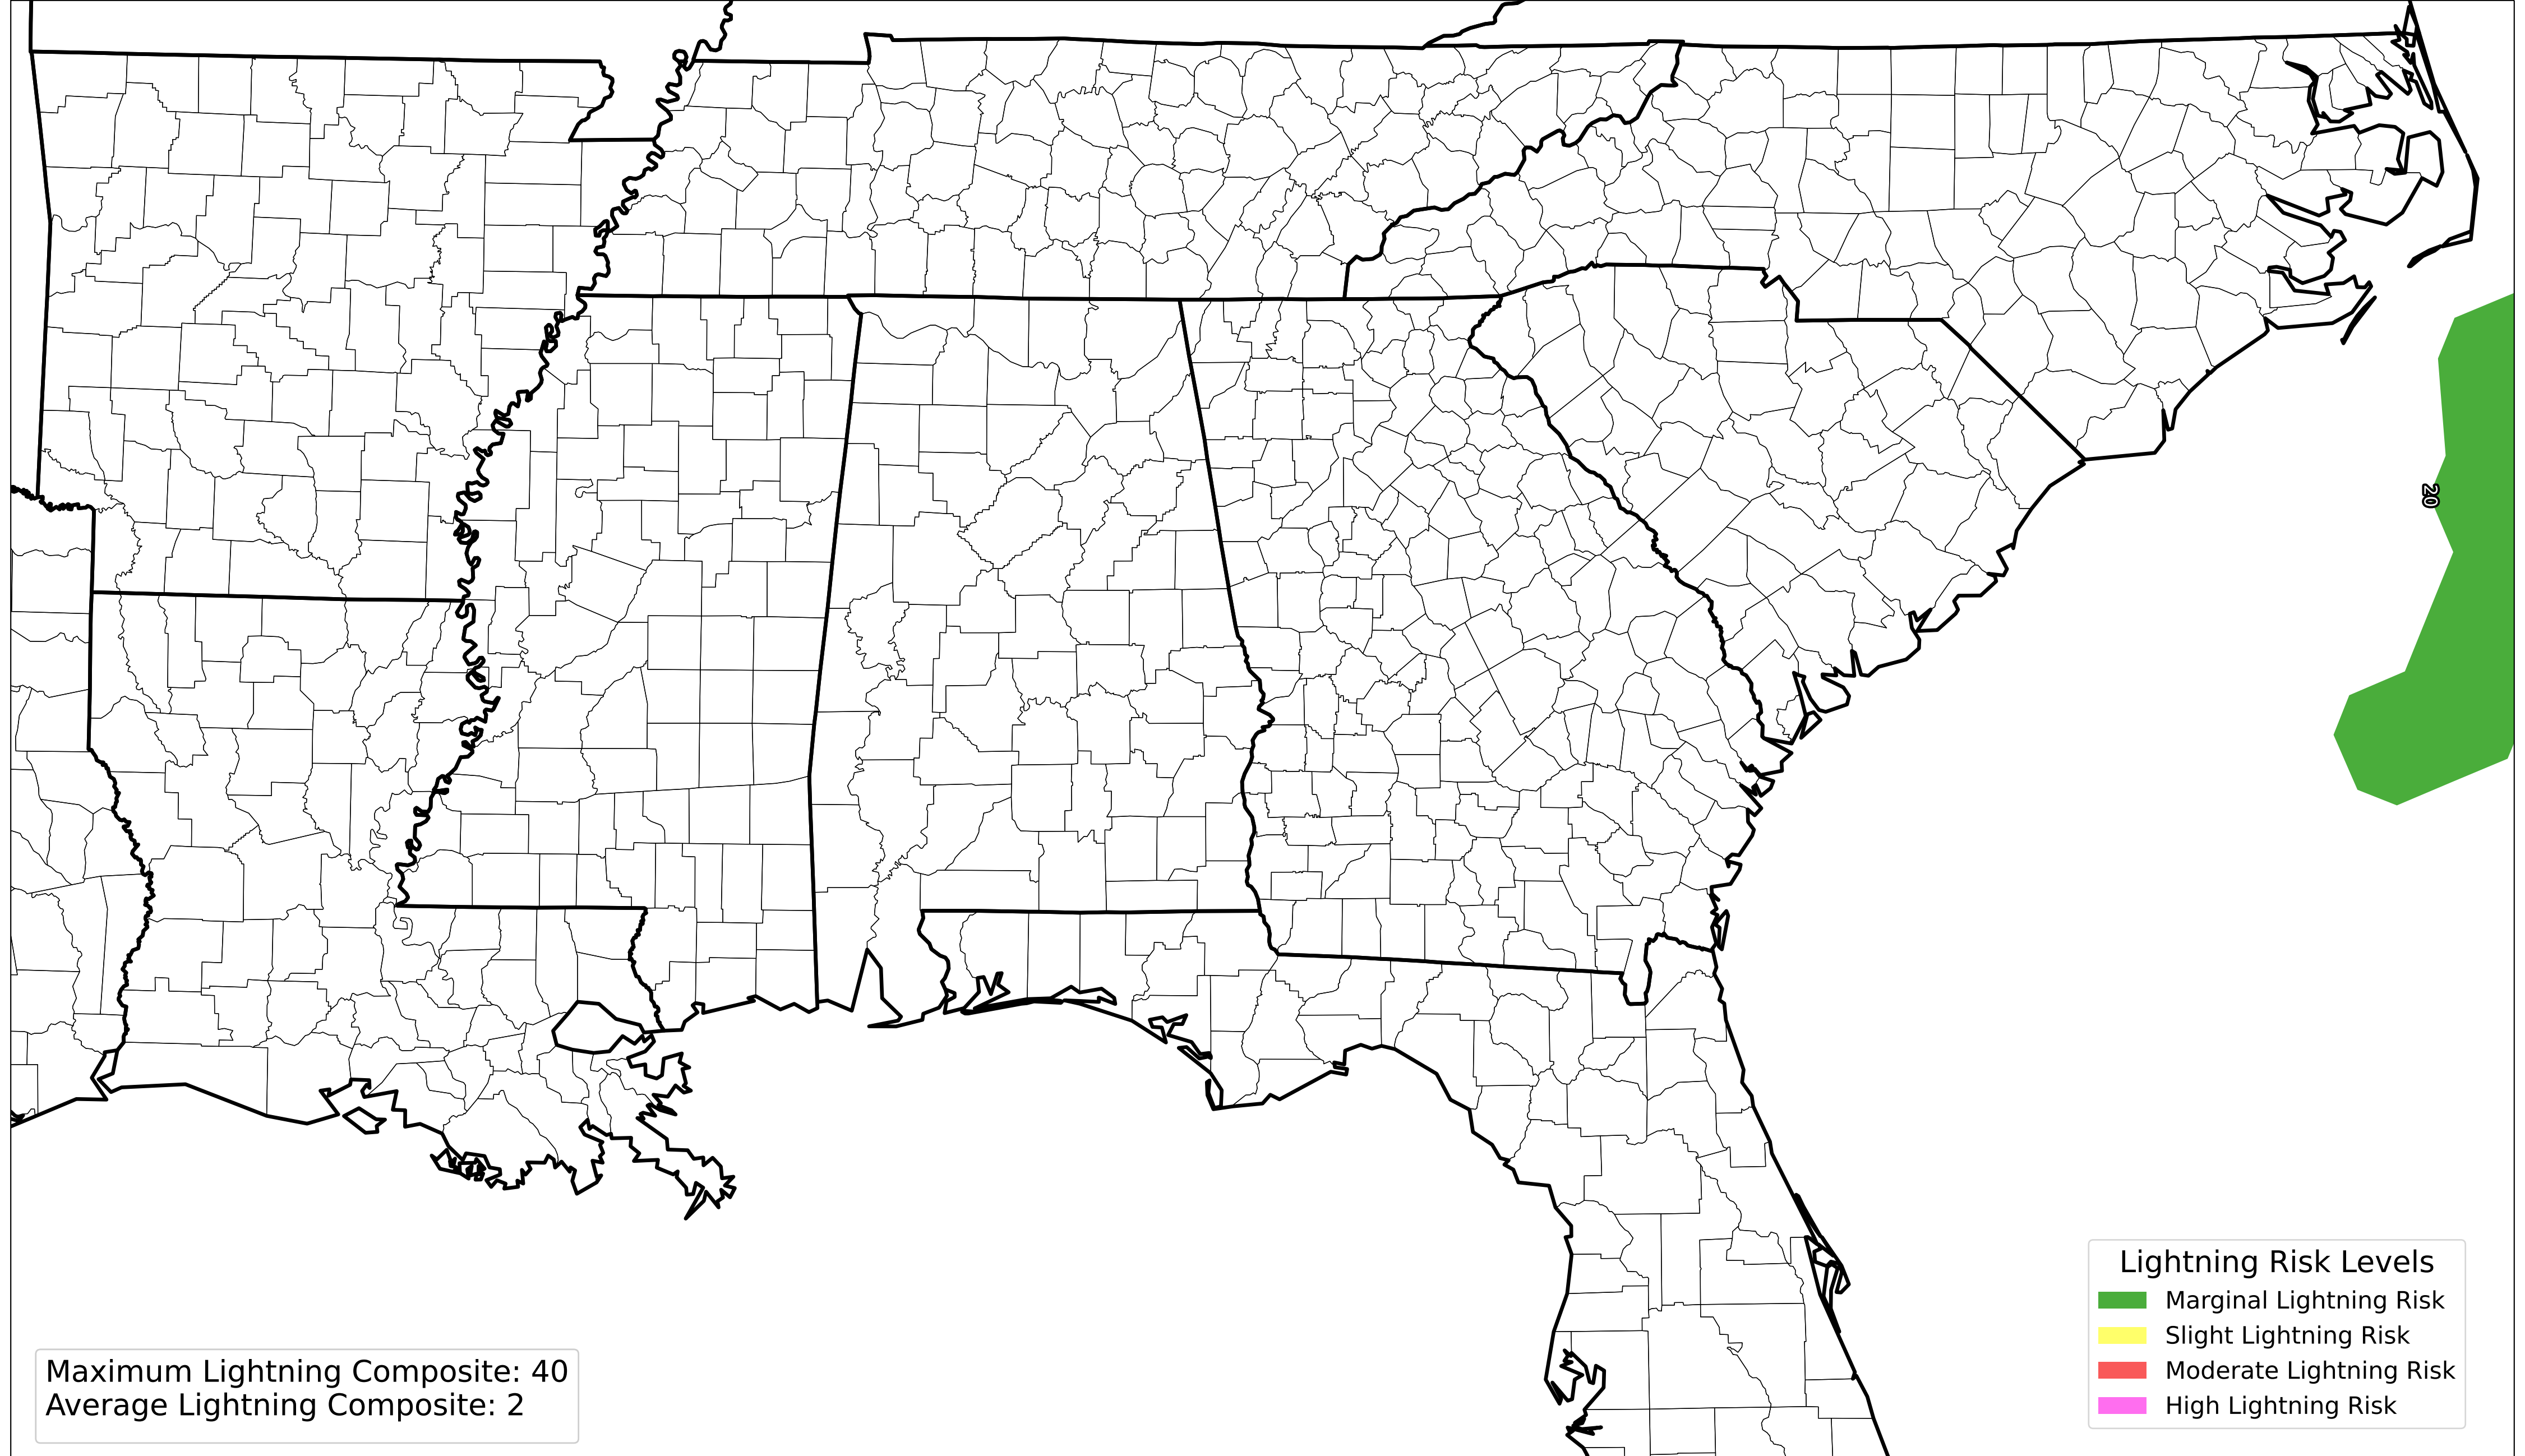 20
Lightning Risk Levels
Marginal Lightning Risk
Slight Lightning Risk
Moderate Lightning Risk
High Lightning Risk
Maximum Lightning Composite: 40
Average Lightning Composite: 2